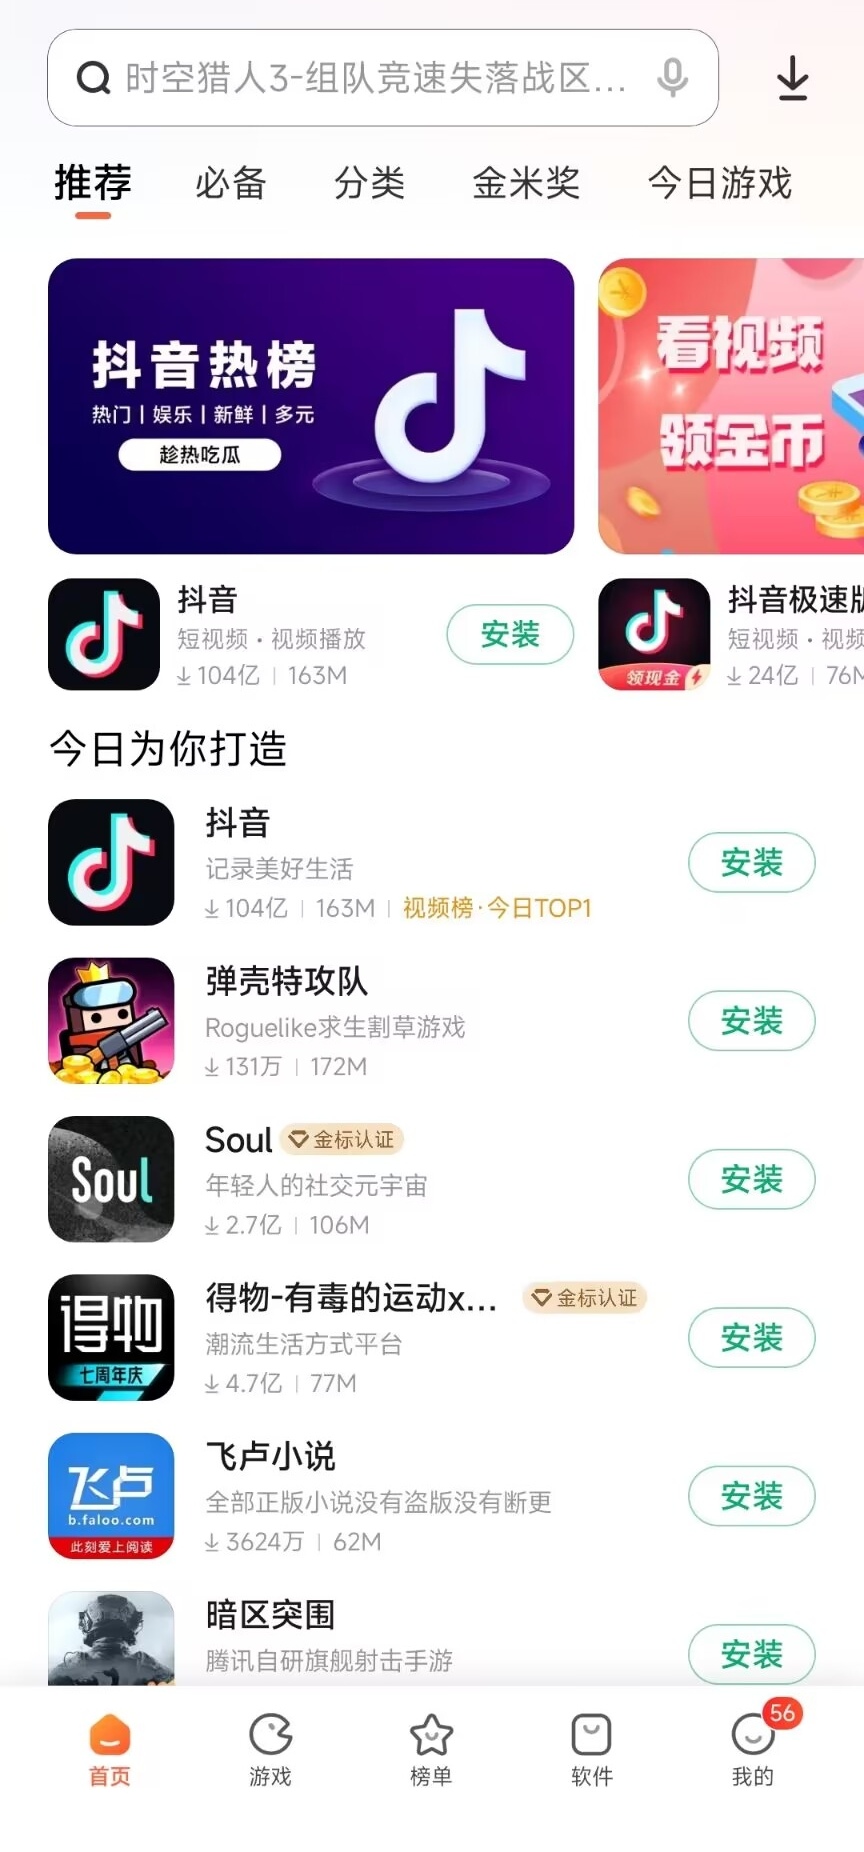 时空猎人3-组队竞速失落战区...
推荐 必备 分类 金米奖 今日游戏
抖音热榜
热门 | 娱乐 | 新鲜 | 多元
趁热吃瓜
看视频
领金币
抖音
短视频 · 视频播放
104亿 | 163M
安装
领现金
抖音极速版
短视频 · 视频
24亿 | 76M
今日为你打造
抖音
记录美好生活
104亿 | 163M | 视频榜·今日TOP1
安装
弹壳特攻队
Roguelike求生割草游戏
131万 | 172M
安装
Soul
Soul 金标认证
年轻人的社交元宇宙
2.7亿 | 106M
安装
得物
七周年庆
得物-有毒的运动x... 金标认证
潮流生活方式平台
4.7亿 | 77M
安装
飞卢
b.faloo.com
此刻爱上阅读
飞卢小说
全部正版小说没有盗版没有断更
3624万 | 62M
安装
暗区突围
腾讯自研旗舰射击手游
安装
56
首页 游戏 榜单 软件 我的